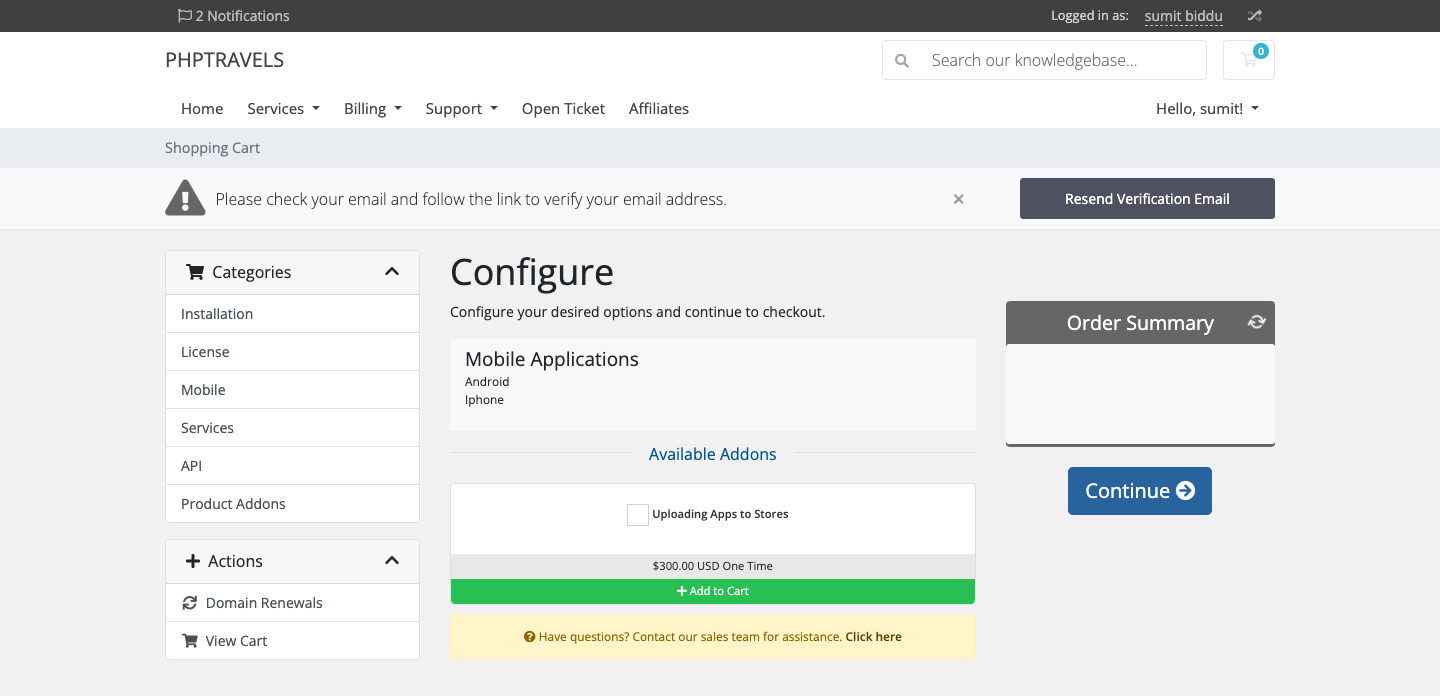 2 Notifications
Logged in as: sumit biddu
PHPTRAVELS
Search our knowledgebase...
0
Home Services Billing Support Open Ticket Affiliates
Hello, sumit!
Shopping Cart
Please check your email and follow the link to verify your email address.
×
Resend Verification Email
Categories
Installation
License
Mobile
Services
API
Product Addons
Actions
Domain Renewals
View Cart
Configure
Configure your desired options and continue to checkout.
Mobile Applications
Android
Iphone
Available Addons
Uploading Apps to Stores
$300.00 USD One Time
Add to Cart
Have questions? Contact our sales team for assistance. Click here
Order Summary
Continue